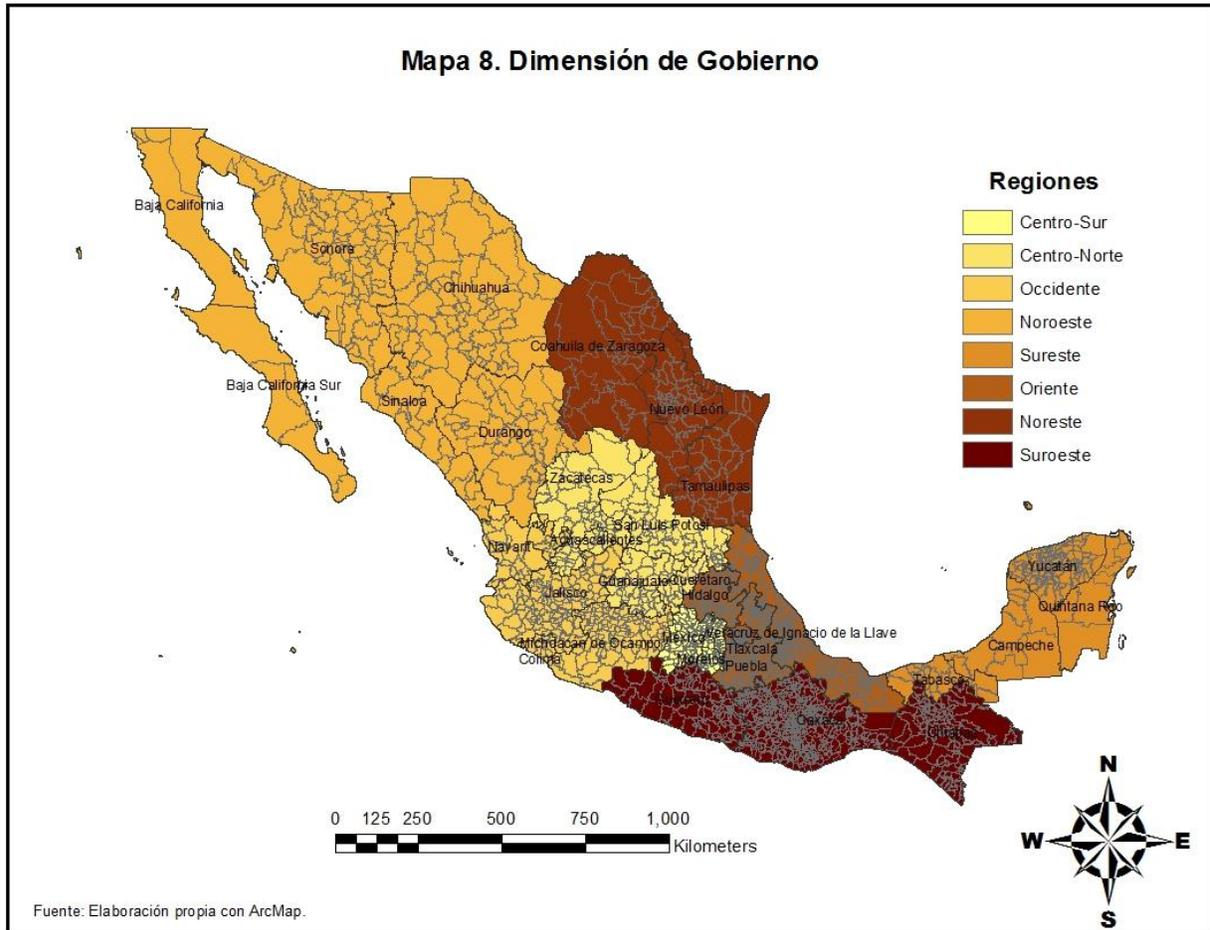 Mapa 8. Dimensión de Gobierno
Regiones
Centro-Sur
Centro-Norte
Occidente
Noroeste
Sureste
Oriente
Noreste
Suroeste
Baja California
Sonora
Chihuahua
Coahuila de Zaragoza
Baja California Sur
Sinaloa
Nuevo León
Durango
Zacatecas
Tamaulipas
San Luis Potosí
Nayarit
Aguascalientes
Guanajuato
Querétaro
Hidalgo
Jalisco
Yucatán
Quintana Roo
Michoacán de Ocampo
México
Veracruz de Ignacio de la Llave
Colima
Morelos
Tlaxcala
Puebla
Campeche
Tabasco
Oaxaca
Chiapas
0 125 250 500 750 1,000
Kilometers
N
W
E
S
Fuente: Elaboración propia con ArcMap.